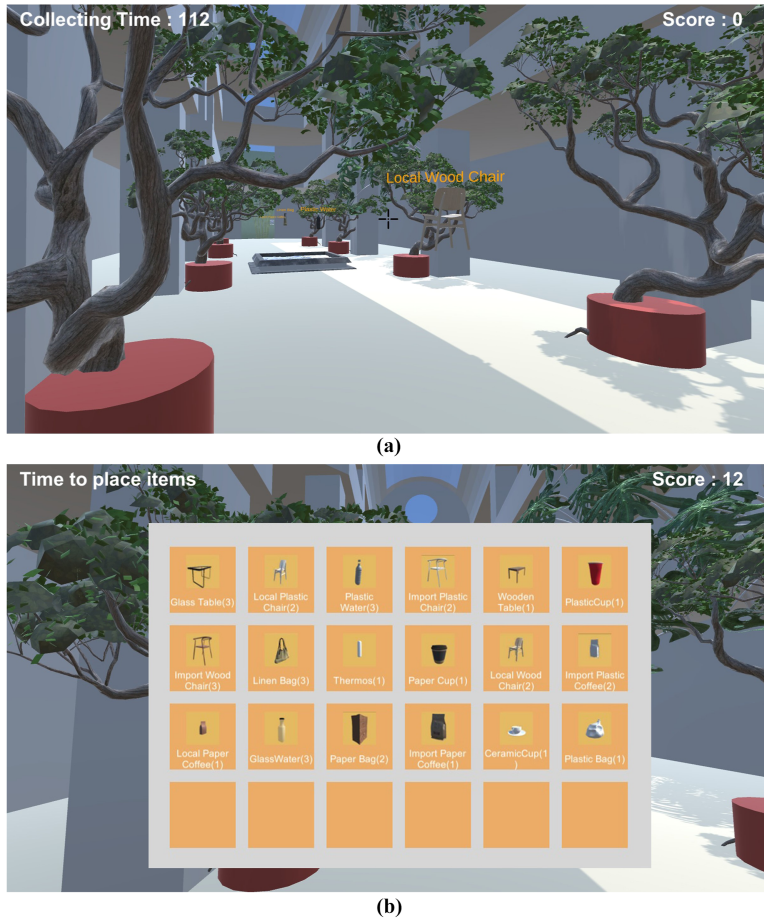 Collecting Time : 112
Score : 0
Local Wood Chair
Plastic Water
(a)
Time to place items
Score : 12
Glass Table(3)
Local Plastic
Chair(2)
Plastic
Water(3)
Import Plastic
Chair(2)
Wooden
Table(1)
PlasticCup(1)
Import Wood
Chair(3)
Linen Bag(3)
Thermos(1)
Paper Cup(1)
Local Wood
Chair(2)
Import Plastic
Coffee(2)
Local Paper
Coffee(1)
GlassWater(3)
Paper Bag(2)
Import Paper
Coffee(1)
CeramicCup(1
)
Plastic Bag(1)
(b)